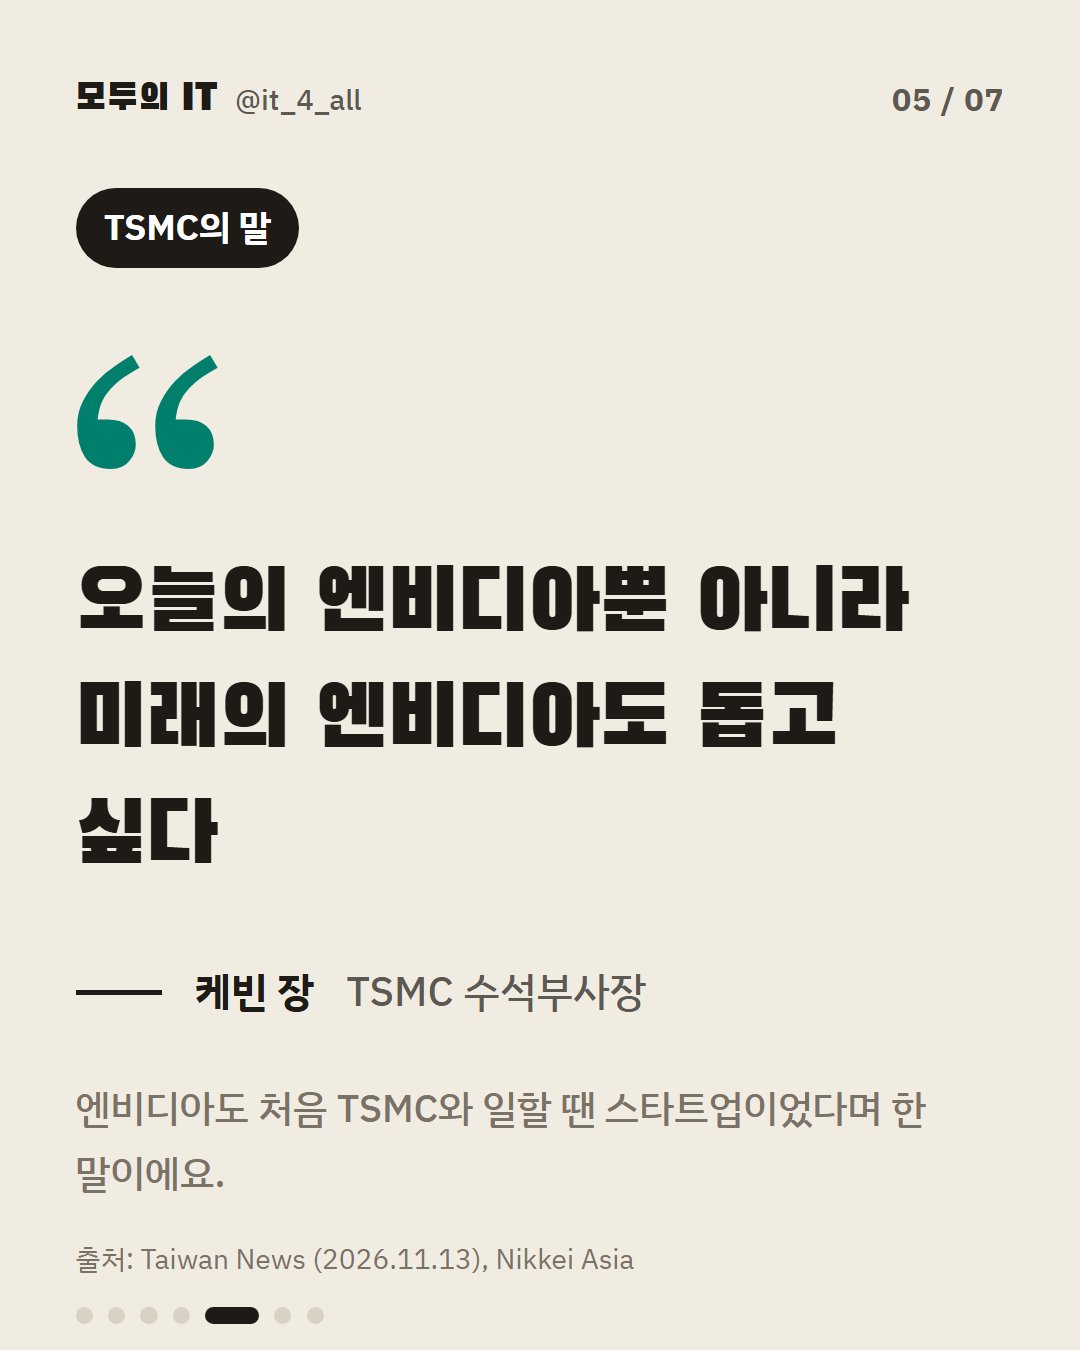 모두의 IT @it_4_all 05 / 07
TSMC의 말
“
오늘의 엔비디아뿐 아니라
미래의 엔비디아도 돕고
싶다
케빈 장 TSMC 수석부사장
엔비디아도 처음 TSMC와 일할 땐 스타트업이었다며 한
말이에요.
출처: Taiwan News (2026.11.13), Nikkei Asia